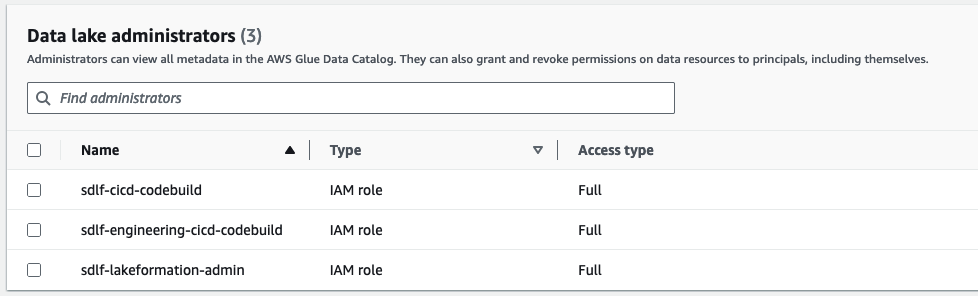 Data lake administrators (3)
Administrators can view all metadata in the AWS Glue Data Catalog. They can also grant and revoke permissions on data resources to principals, including themselves.
Find administrators
Name Type Access type
sdlf-cicd-codebuild IAM role Full
sdlf-engineering-cicd-codebuild IAM role Full
sdlf-lakeformation-admin IAM role Full